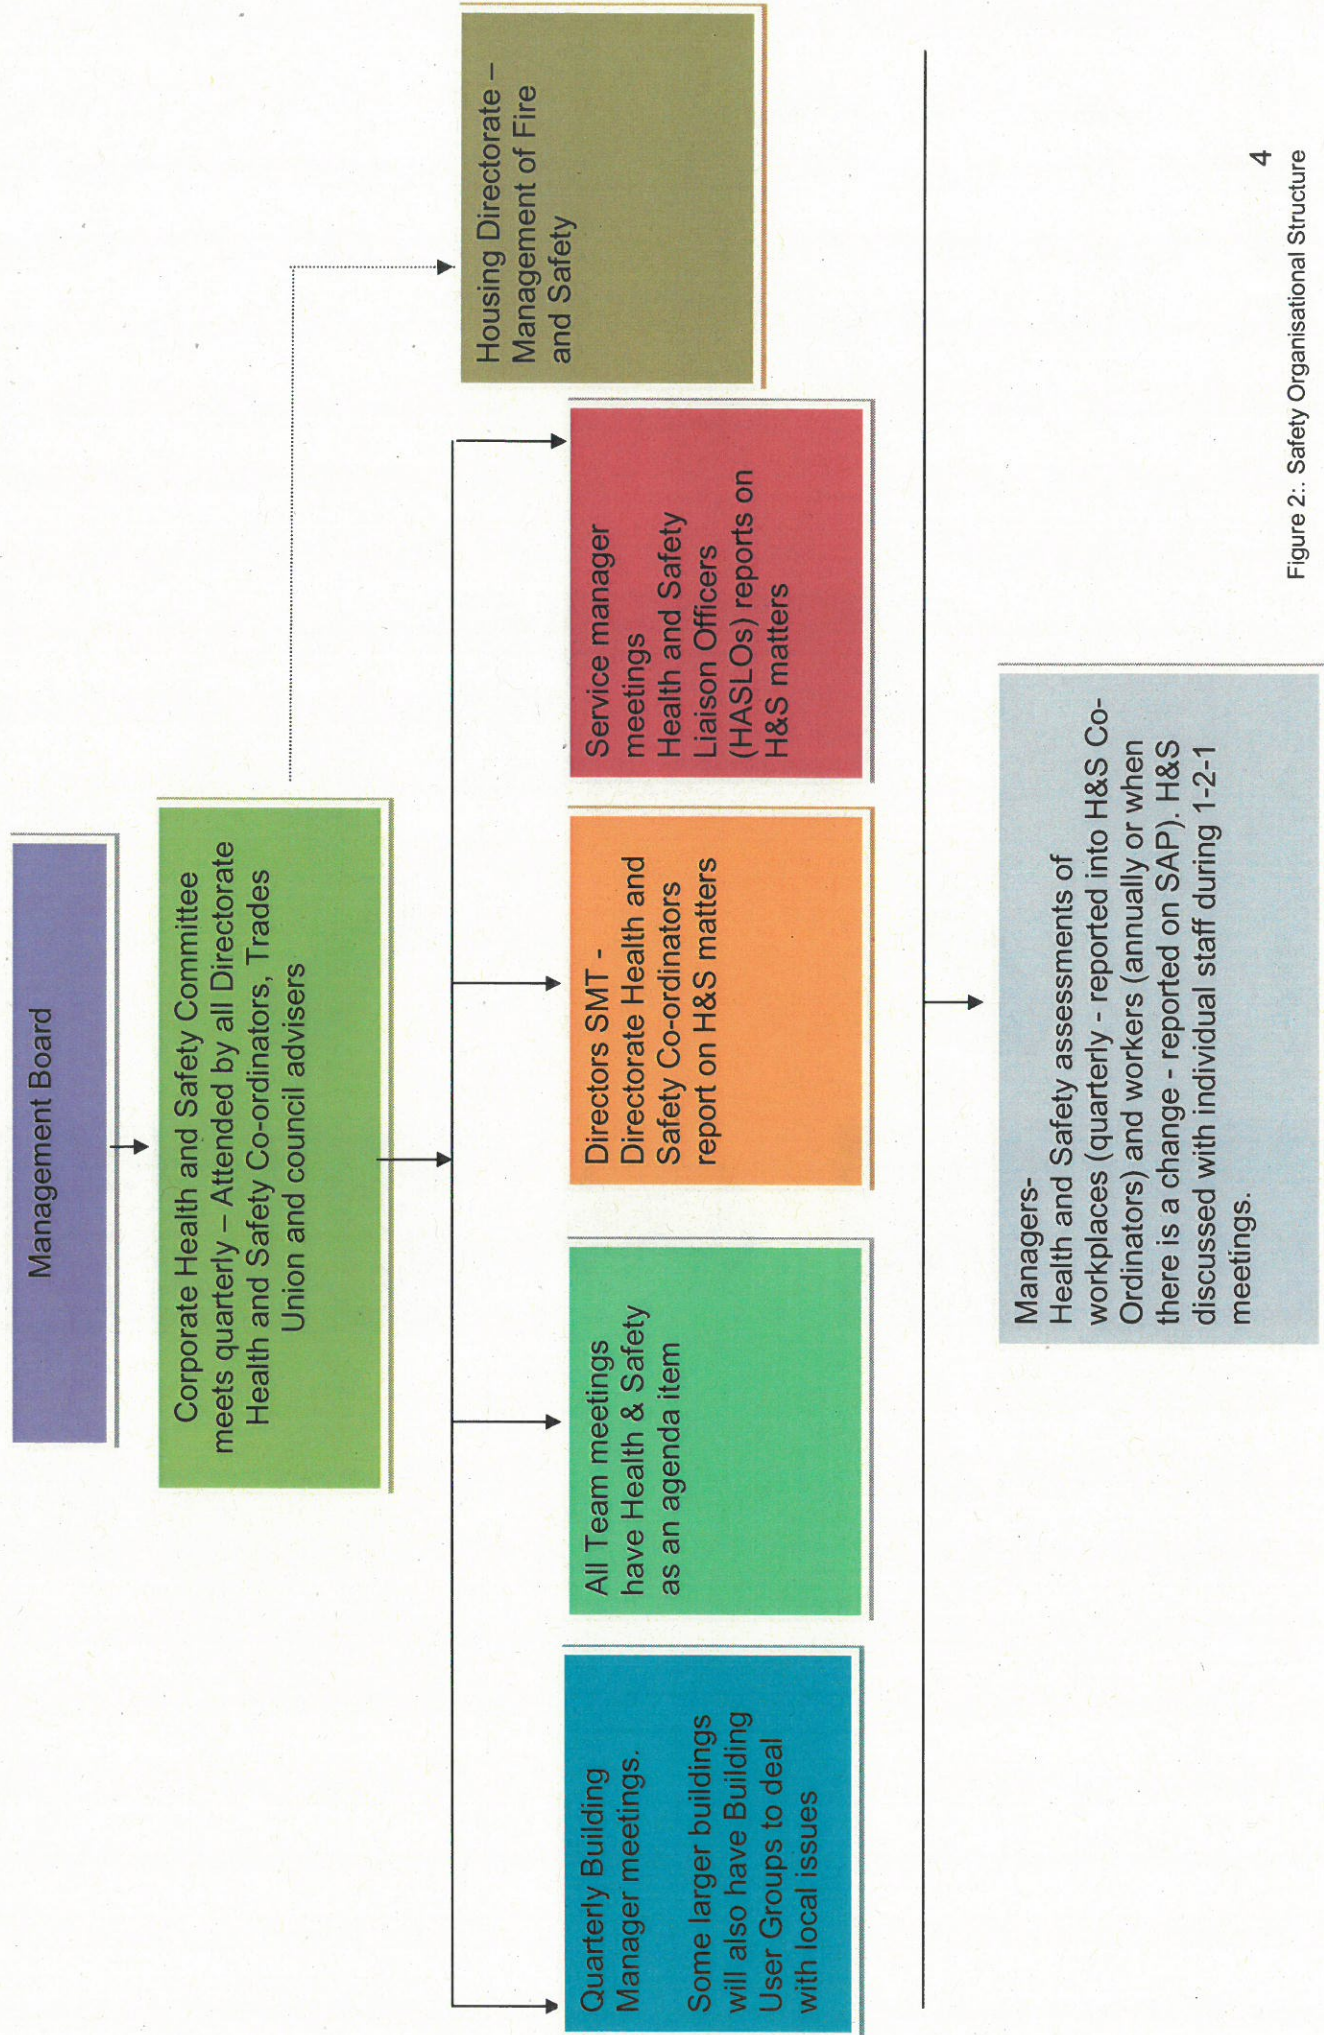 Management Board
Corporate Health and Safety Committee
meets quarterly – Attended by all Directorate
Health and Safety Co-ordinators, Trades
Union and council advisers
Quarterly Building
Manager meetings.
Some larger buildings
will also have Building
User Groups to deal
with local issues
All Team meetings
have Health & Safety
as an agenda item
Directors SMT -
Directorate Health and
Safety Co-ordinators
report on H&S matters
Service manager
meetings
Health and Safety
Liaison Officers
(HASLOs) reports on
H&S matters
Housing Directorate –
Management of Fire
and Safety
Managers-
Health and Safety assessments of
workplaces (quarterly - reported into H&S Co-
Ordinators) and workers (annually or when
there is a change - reported on SAP). H&S
discussed with individual staff during 1-2-1
meetings.
4
Figure 2:. Safety Organisational Structure